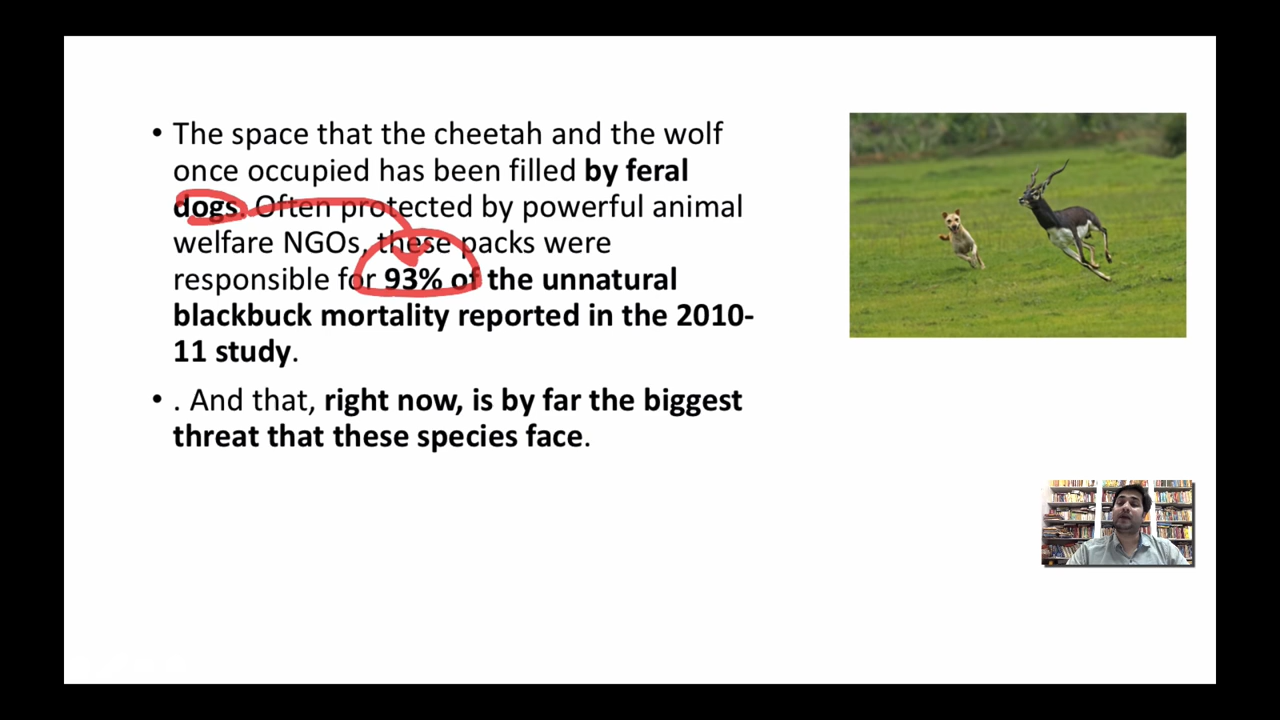 • The space that the cheetah and the wolf
once occupied has been filled by feral
dogs. Often protected by powerful animal
welfare NGOs, these packs were
responsible for 93% of the unnatural
blackbuck mortality reported in the 2010-
11 study.
• . And that, right now, is by far the biggest
threat that these species face.